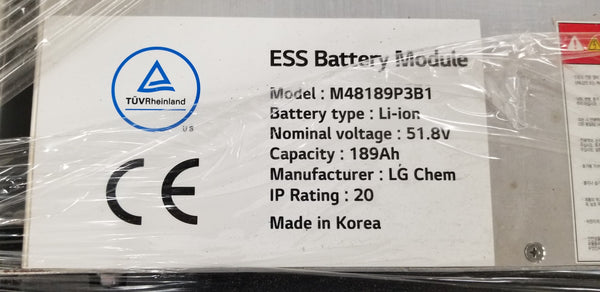 ESS Battery Module
TÜVRheinland
US
Model : M48189P3B1
Battery type : Li-ion
Nominal voltage : 51.8V
Capacity : 189Ah
Manufacturer : LG Chem
IP Rating : 20
Made in Korea
CE